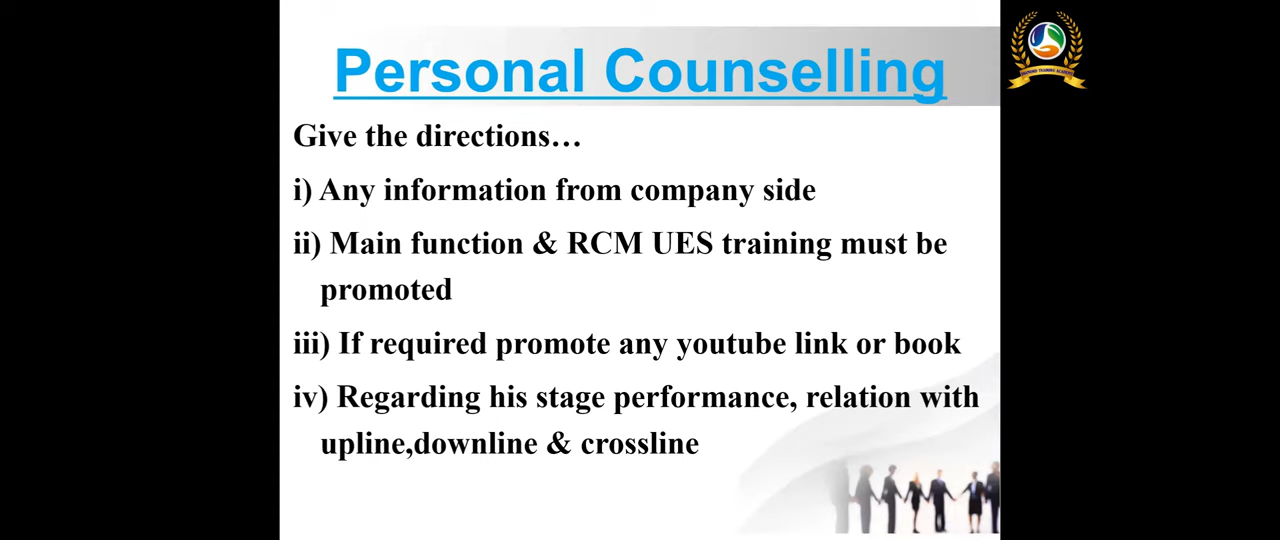 Personal Counselling
Give the directions…
i) Any information from company side
ii) Main function & RCM UES training must be
promoted
iii) If required promote any youtube link or book
iv) Regarding his stage performance, relation with
upline,downline & crossline